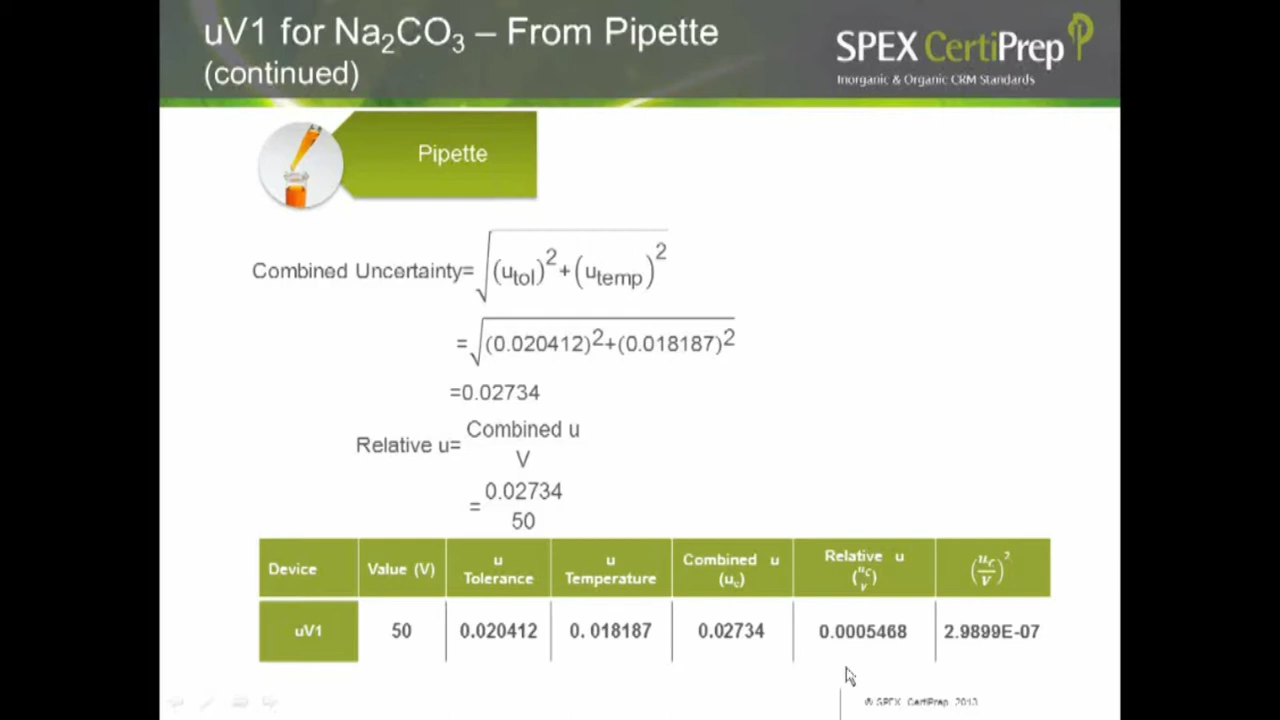 uV1 for Na₂CO₃ – From Pipette
(continued)
SPEX CertiPrep
Inorganic & Organic CRM Standards
Pipette
Combined Uncertainty=√(u_tol)²+(u_temp)²
=√(0.020412)²+(0.018187)²
=0.02734
Relative u= Combined u / V
= 0.02734 / 50
Device Value (V) u Tolerance u Temperature Combined u (u_c) Relative u (u_c/v) (u_c/V)²
uV1 50 0.020412 0. 018187 0.02734 0.0005468 2.9899E-07
© SPEX CertiPrep 2013